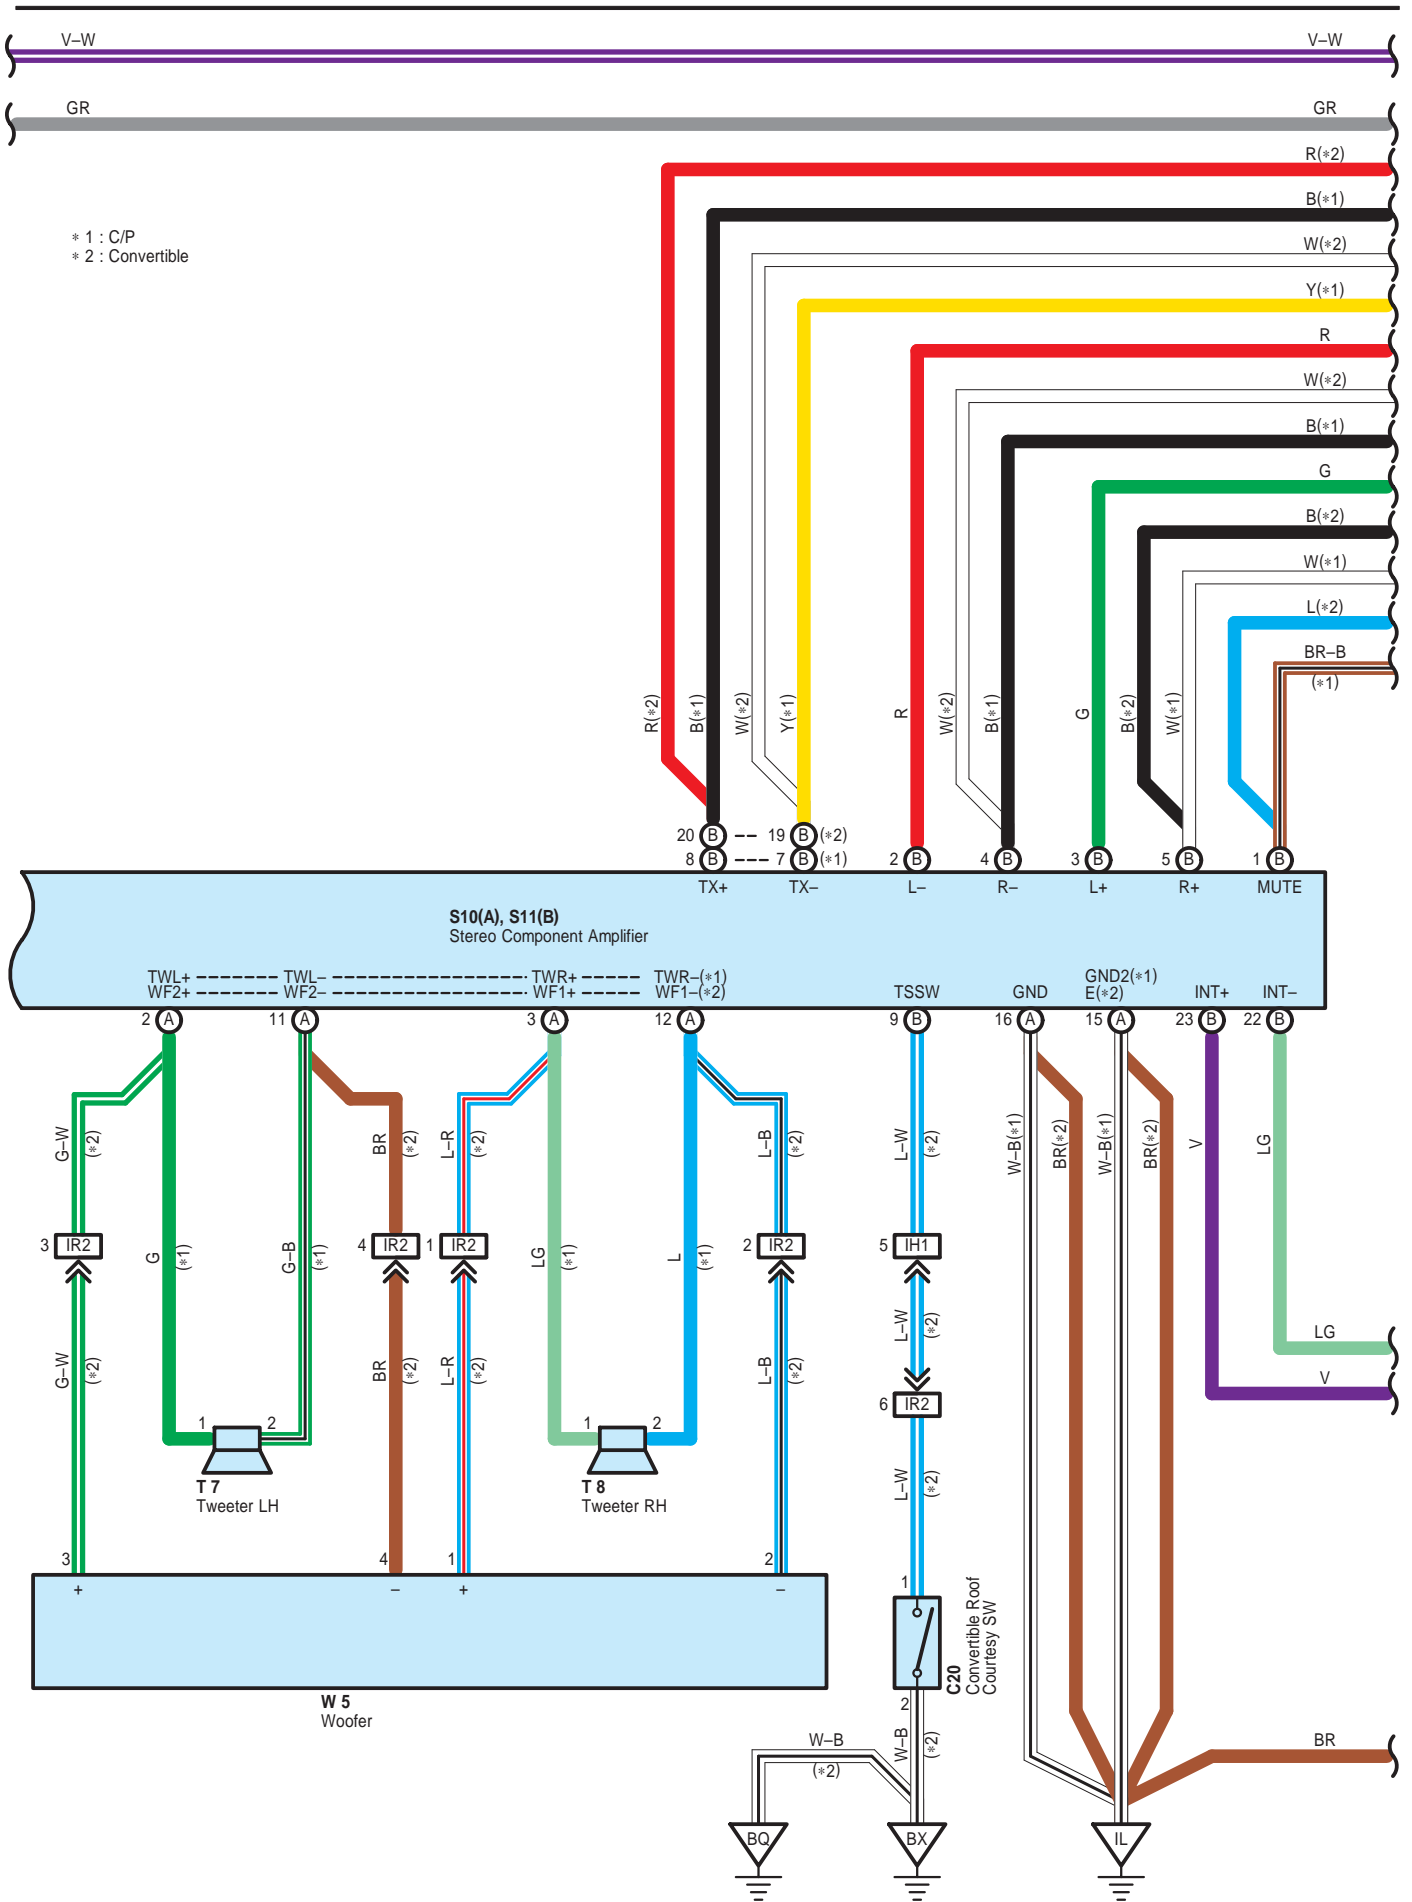 V–W V–W
GR GR
R(∗2)
B(∗1)
∗ 1 : C/P
∗ 2 : Convertible
W(∗2)
Y(∗1)
R
W(∗2)
B(∗1)
G
B(∗2)
W(∗1)
L(∗2)
BR–B
(∗1)
R(∗2) B(∗1) W(∗2) Y(∗1) R W(∗2) B(∗1) G B(∗2) W(∗1)
20 B 19 B (∗2)
8 B 7 B (∗1) 2 B 4 B 3 B 5 B 1 B
TX+ TX– L– R– L+ R+ MUTE
S10(A), S11(B)
Stereo Component Amplifier
TWL+ TWL– TWR+ TWR–(∗1) GND2(∗1)
WF2+ WF2– WF1+ WF1–(∗2) TSSW GND E(∗2) INT+ INT–
2 A 11 A 3 A 12 A 9 B 16 A 15 A 23 B 22 B
G–W (∗2) BR (∗2) L–R (∗2) L–B (∗2) L–W (∗2) W–B(∗1) BR(∗2) W–B(∗1) BR(∗2) V LG
3 IR2 G (∗1) G–B (∗1) 4 IR2 1 IR2 LG (∗1) L (∗1) 2 IR2 5 IH1
L–W (∗2)
LG
G–W (∗2) BR (∗2) L–R (∗2) L–B (∗2)
V
6 IR2
1 2 1 2
L–W (∗2)
T 7 T 8
Tweeter LH Tweeter RH
3 4 1 2
+ – + –
1
C20
Convertible Roof
Courtesy SW
2
W 5
Woofer
W–B
(∗2)
W–B (∗2)
BR
BQ BX IL